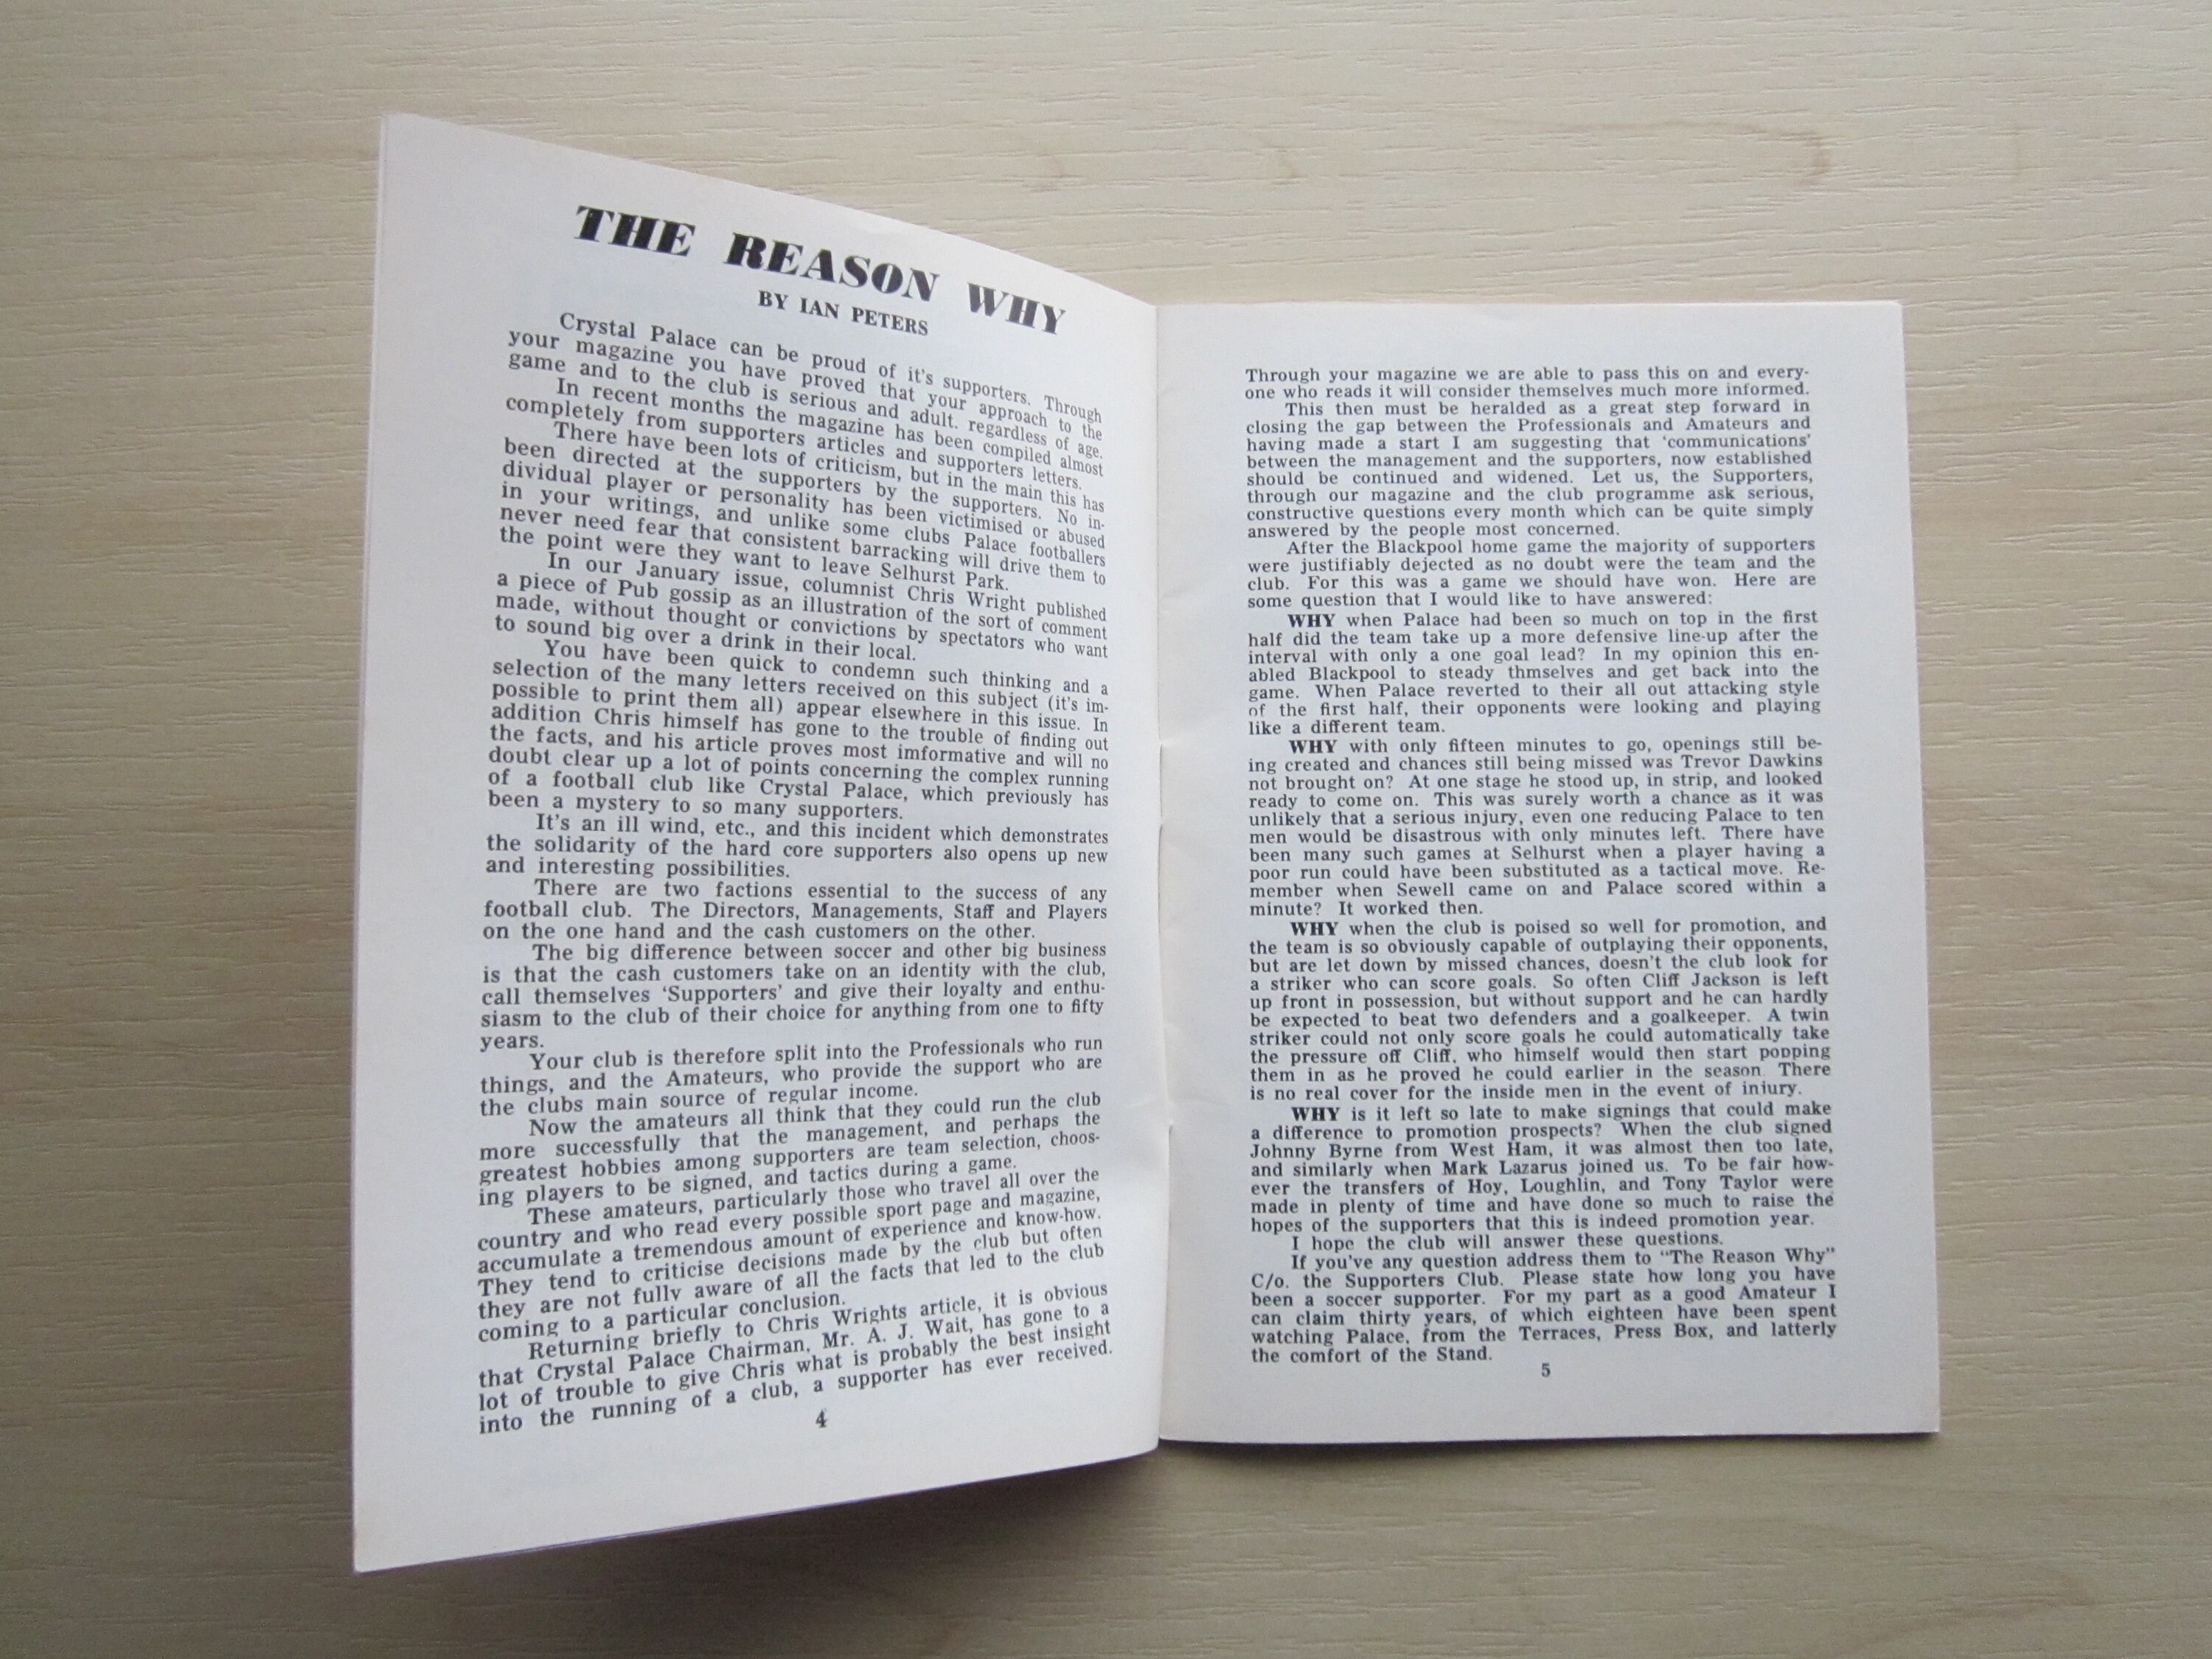 THE REASON WHY
BY IAN PETERS
Crystal Palace can be proud of it's supporters. Through
your magazine you have proved that your approach to the
game and to the club is serious and adult. regardless of age.
In recent months the magazine has been compiled almost
completely from supporters articles and supporters letters.
There have been lots of criticism, but in the main this has
been directed at the supporters by the supporters. No in-
dividual player or personality has been victimised or abused
in your writings, and unlike some clubs Palace footballers
never need fear that consistent barracking will drive them to
the point were they want to leave Selhurst Park.
In our January issue, columnist Chris Wright published
a piece of Pub gossip as an illustration of the sort of comment
made, without thought or convictions by spectators who want
to sound big over a drink in their local.
You have been quick to condemn such thinking and a
selection of the many letters received on this subject (it's im-
possible to print them all) appear elsewhere in this issue. In
addition Chris himself has gone to the trouble of finding out
the facts, and his article proves most imformative and will no
doubt clear up a lot of points concerning the complex running
of a football club like Crystal Palace, which previously has
been a mystery to so many supporters.
It's an ill wind, etc., and this incident which demonstrates
the solidarity of the hard core supporters also opens up new
and interesting possibilities.
There are two factions essential to the success of any
football club. The Directors, Managements, Staff and Players
on the one hand and the cash customers on the other.
The big difference between soccer and other big business
is that the cash customers take on an identity with the club,
call themselves 'Supporters' and give their loyalty and enthu-
siasm to the club of their choice for anything from one to fifty
years.
Your club is therefore split into the Professionals who run
things, and the Amateurs, who provide the support who are
the clubs main source of regular income.
Now the amateurs all think that they could run the club
more successfully that the management, and perhaps the
greatest hobbies among supporters are team selection, choos-
ing players to be signed, and tactics during a game.
These amateurs, particularly those who travel all over the
country and who read every possible sport page and magazine,
accumulate a tremendous amount of experience and know-how.
They tend to criticise decisions made by the club but often
they are not fully aware of all the facts that led to the club
coming to a particular conclusion.
Returning briefly to Chris Wrights article, it is obvious
that Crystal Palace Chairman, Mr. A. J. Wait, has gone to a
lot of trouble to give Chris what is probably the best insight
into the running of a club, a supporter has ever received.
4
Through your magazine we are able to pass this on and every-
one who reads it will consider themselves much more informed.
This then must be heralded as a great step forward in
closing the gap between the Professionals and Amateurs and
having made a start I am suggesting that 'communications'
between the management and the supporters, now established
should be continued and widened. Let us, the Supporters,
through our magazine and the club programme ask serious,
constructive questions every month which can be quite simply
answered by the people most concerned.
After the Blackpool home game the majority of supporters
were justifiably dejected as no doubt were the team and the
club. For this was a game we should have won. Here are
some question that I would like to have answered:
WHY when Palace had been so much on top in the first
half did the team take up a more defensive line-up after the
interval with only a one goal lead? In my opinion this en-
abled Blackpool to steady thmselves and get back into the
game. When Palace reverted to their all out attacking style
of the first half, their opponents were looking and playing
like a different team.
WHY with only fifteen minutes to go, openings still be-
ing created and chances still being missed was Trevor Dawkins
not brought on? At one stage he stood up, in strip, and looked
ready to come on. This was surely worth a chance as it was
unlikely that a serious injury, even one reducing Palace to ten
men would be disastrous with only minutes left. There have
been many such games at Selhurst when a player having a
poor run could have been substituted as a tactical move. Re-
member when Sewell came on and Palace scored within a
minute? It worked then.
WHY when the club is poised so well for promotion, and
the team is so obviously capable of outplaying their opponents,
but are let down by missed chances, doesn't the club look for
a striker who can score goals. So often Cliff Jackson is left
up front in possession, but without support and he can hardly
be expected to beat two defenders and a goalkeeper. A twin
striker could not only score goals he could automatically take
the pressure off Cliff, who himself would then start popping
them in as he proved he could earlier in the season. There
is no real cover for the inside men in the event of injury.
WHY is it left so late to make signings that could make
a difference to promotion prospects? When the club signed
Johnny Byrne from West Ham, it was almost then too late,
and similarly when Mark Lazarus joined us. To be fair how-
ever the transfers of Hoy, Loughlin, and Tony Taylor were
made in plenty of time and have done so much to raise the
hopes of the supporters that this is indeed promotion year.
I hope the club will answer these questions.
If you've any question address them to "The Reason Why"
C/o. the Supporters Club. Please state how long you have
been a soccer supporter. For my part as a good Amateur I
can claim thirty years, of which eighteen have been spent
watching Palace, from the Terraces, Press Box, and latterly
the comfort of the Stand.
5